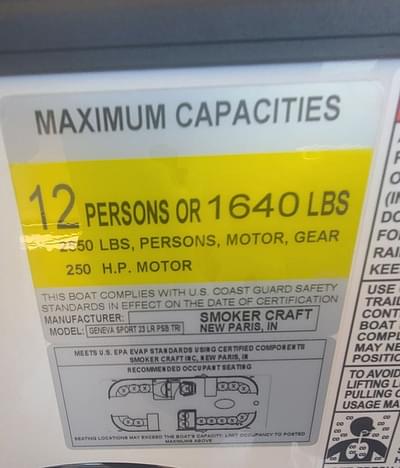 MAXIMUM CAPACITIES
12 PERSONS OR 1640 LBS
2550 LBS, PERSONS, MOTOR, GEAR
250 H.P. MOTOR
THIS BOAT COMPLIES WITH U.S. COAST GUARD SAFETY
STANDARDS IN EFFECT ON THE DATE OF CERTIFICATION
MANUFACTURER: SMOKER CRAFT
MODEL: GENEVA SPORT 23 LR PSB TRI NEW PARIS, IN
MEETS U.S. EPA EVAP STANDARDS USING CERTIFIED COMPONENTS
SMOKER CRAFT INC, NEW PARIS, IN
RECOMMENDED OCCUPANT SEATING
SEATING LOCATIONS MAY EXCEED THE BOAT'S CAPACITY. LIMIT OCCUPANCY TO POSTED
MAXIMUMS ABOVE
KEE
USE
TRAIL
CONT
BOAT
COMPL
MAY NE
POSITIO
TO AVOID
LIFTING L
PULLING
USAGE MA